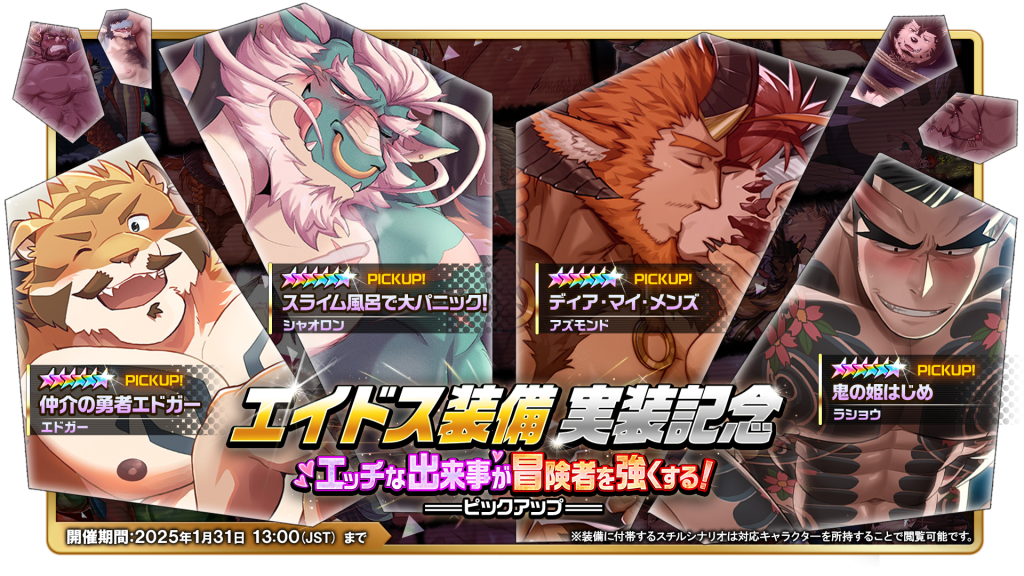 PICKUP!
スライム風呂で大パニック!
シャオロン
PICKUP!
ディア・マイ・メンズ
アズモンド
PICKUP!
仲介の勇者エドガー
エドガー
PICKUP!
鬼の姫はじめ
ラショウ
エイドス装備 実装記念
エッチな出来事が冒険者を強くする!
ピックアップ
開催期間:2025年1月31日 13:00(JST) まで
※装備に付帯するスチルシナリオは対応キャラクターを所持することで閲覧可能です。